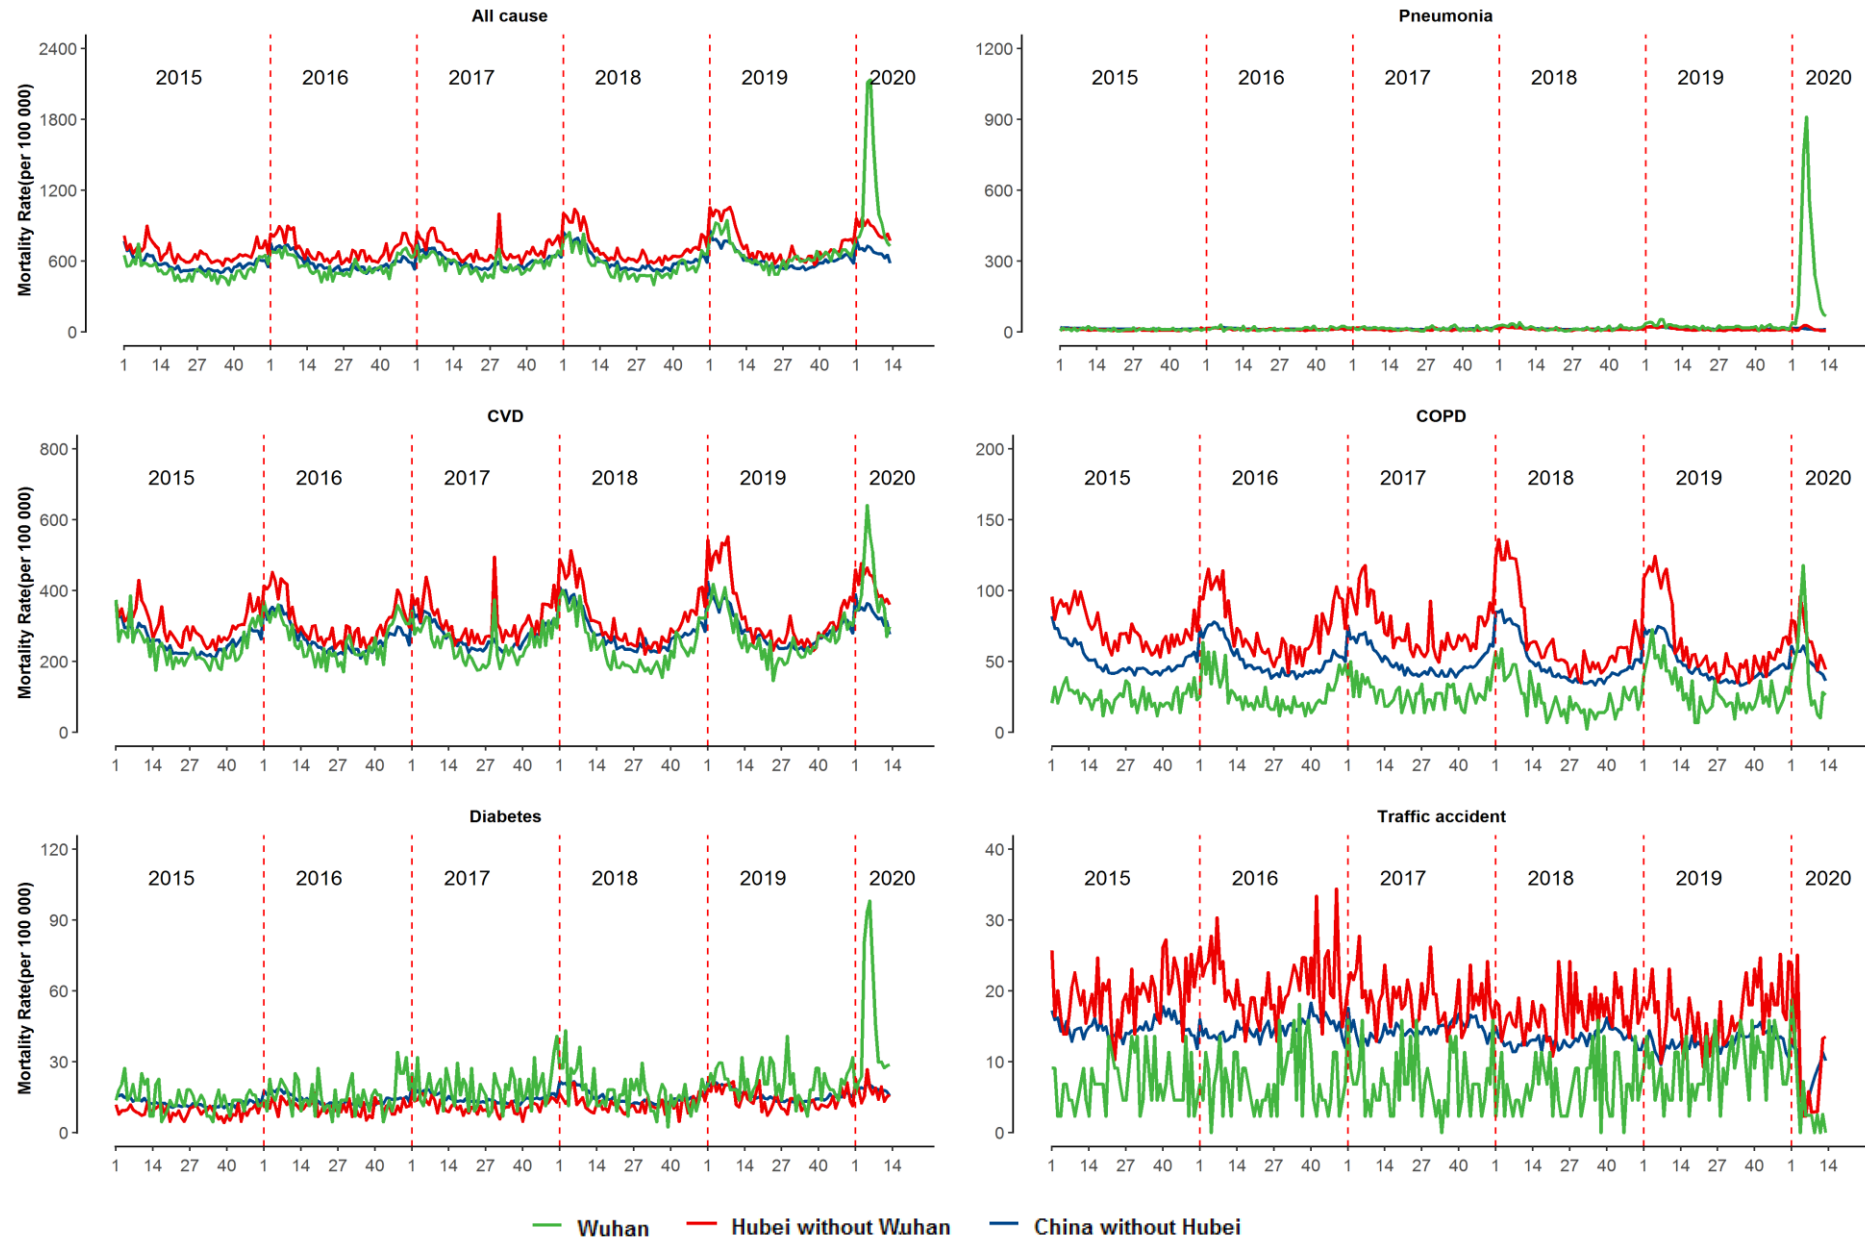 All cause
Pneumonia
Mortality Rate(per 100 000)
2400
1800
1200
600
0
2015 2016 2017 2018 2019 2020
1 14 27 40 1 14 27 40 1 14 27 40 1 14 27 40 1 14 27 40 1 14
1200
900
600
300
0
2015 2016 2017 2018 2019 2020
1 14 27 40 1 14 27 40 1 14 27 40 1 14 27 40 1 14 27 40 1 14
CVD
COPD
Mortality Rate(per 100 000)
800
600
400
200
0
2015 2016 2017 2018 2019 2020
1 14 27 40 1 14 27 40 1 14 27 40 1 14 27 40 1 14 27 40 1 14
200
150
100
50
0
2015 2016 2017 2018 2019 2020
1 14 27 40 1 14 27 40 1 14 27 40 1 14 27 40 1 14 27 40 1 14
Diabetes
Traffic accident
Mortality Rate(per 100 000)
120
90
60
30
0
2015 2016 2017 2018 2019 2020
1 14 27 40 1 14 27 40 1 14 27 40 1 14 27 40 1 14 27 40 1 14
40
30
20
10
0
2015 2016 2017 2018 2019 2020
1 14 27 40 1 14 27 40 1 14 27 40 1 14 27 40 1 14 27 40 1 14
Wuhan Hubei without Wuhan China without Hubei